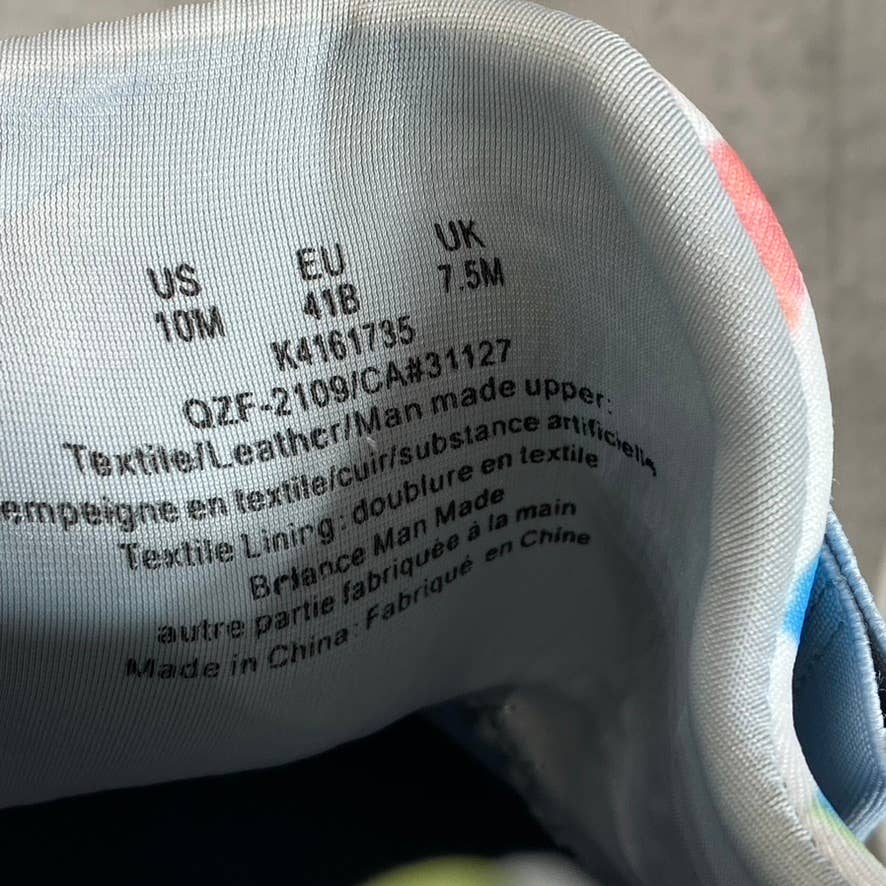 US EU UK
10M 41B 7.5M
K4161735
QZF-2109/CA#31127
Textile/Leather/Man made upper:
empeigne en textile/cuir/substance artificielle
Textile Lining: doublure en textile
Brlance Man Made
autre partie fabriquée à la main
Made in China: Fabriqué en Chine